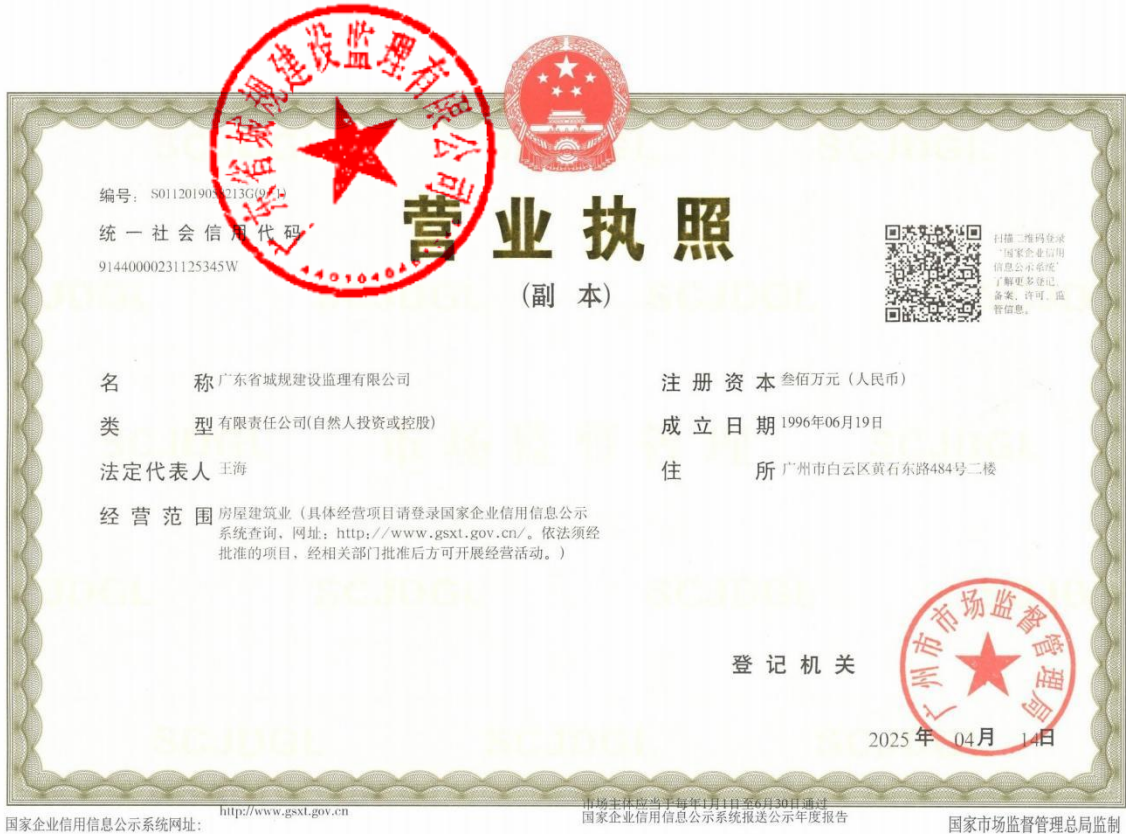 广东省城规建设监理有限公司
编号: S011201905
213G(9-1)
统一社会信用代码
91440000231125345W
营业执照
(副 本)
扫描二维码登录
“国家企业信用
信息公示系统”
了解更多登记、
备案、许可、监
管信息。
名 称 广东省城规建设监理有限公司
类 型 有限责任公司(自然人投资或控股)
法定代表人 王海
经营范围 房屋建筑业（具体经营项目请登录国家企业信用信息公示
系统查询，网址：http://www.gsxt.gov.cn/。依法须经
批准的项目，经相关部门批准后方可开展经营活动。）
注册资本 叁佰万元（人民币）
成立日期 1996年06月19日
住 所 广州市白云区黄石东路484号二楼
登记机关
广州市市场监督管理局
2025年 04月 14日
国家企业信用信息公示系统网址:
http://www.gsxt.gov.cn
市场主体应当于每年1月1日至6月30日通过
国家企业信用信息公示系统报送公示年度报告
国家市场监督管理总局监制